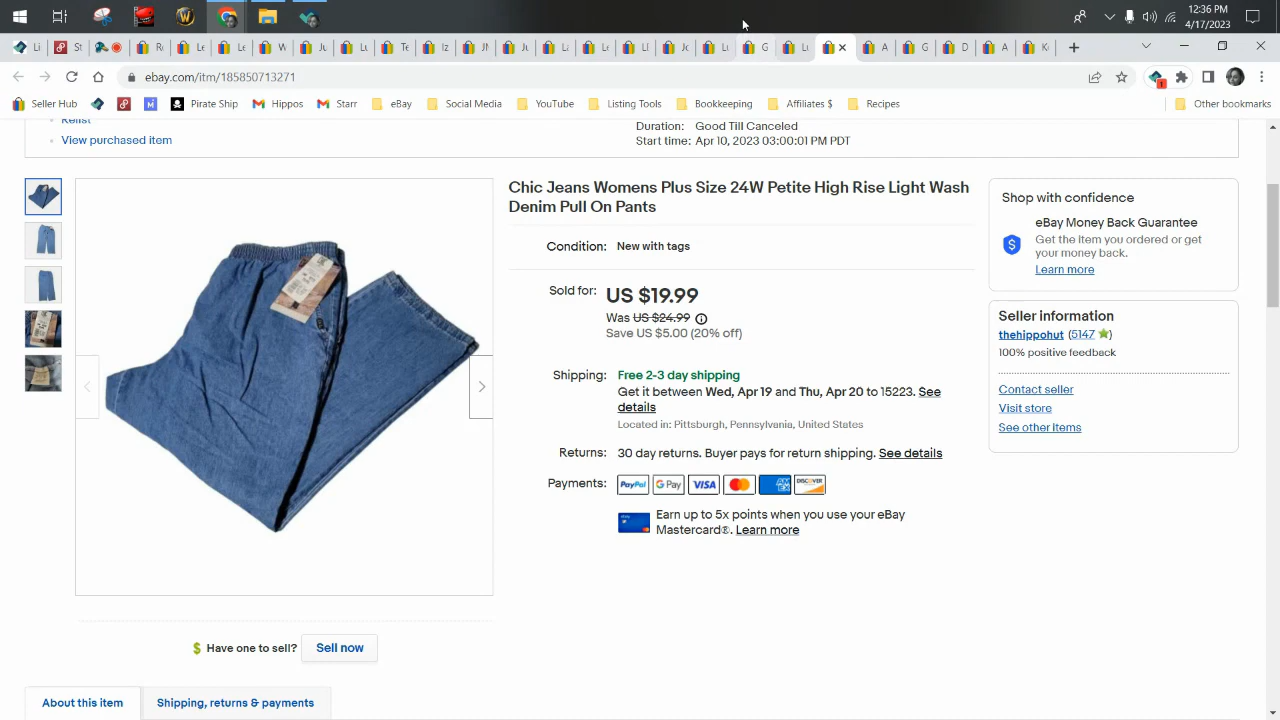 12:36 PM
4/17/2023
ebay.com/itm/185850713271
Seller Hub
Pirate Ship
Hippos
Starr
eBay
Social Media
YouTube
Listing Tools
Bookkeeping
Affiliates $
Recipes
Other bookmarks
Relist
View purchased item
Duration: Good Till Canceled
Start time: Apr 10, 2023 03:00:01 PM PDT
Chic Jeans Womens Plus Size 24W Petite High Rise Light Wash
Denim Pull On Pants
Condition: New with tags
Sold for: US $19.99
Was US $24.99
Save US $5.00 (20% off)
Shipping: Free 2-3 day shipping
Get it between Wed, Apr 19 and Thu, Apr 20 to 15223. See
details
Located in: Pittsburgh, Pennsylvania, United States
Returns: 30 day returns. Buyer pays for return shipping. See details
Payments: PayPal G Pay VISA AMEX DISCOVER
Earn up to 5x points when you use your eBay
Mastercard®. Learn more
Shop with confidence
eBay Money Back Guarantee
Get the item you ordered or get
your money back.
Learn more
Seller information
thehippohut (5147)
100% positive feedback
Contact seller
Visit store
See other items
Have one to sell? Sell now
About this item
Shipping, returns & payments